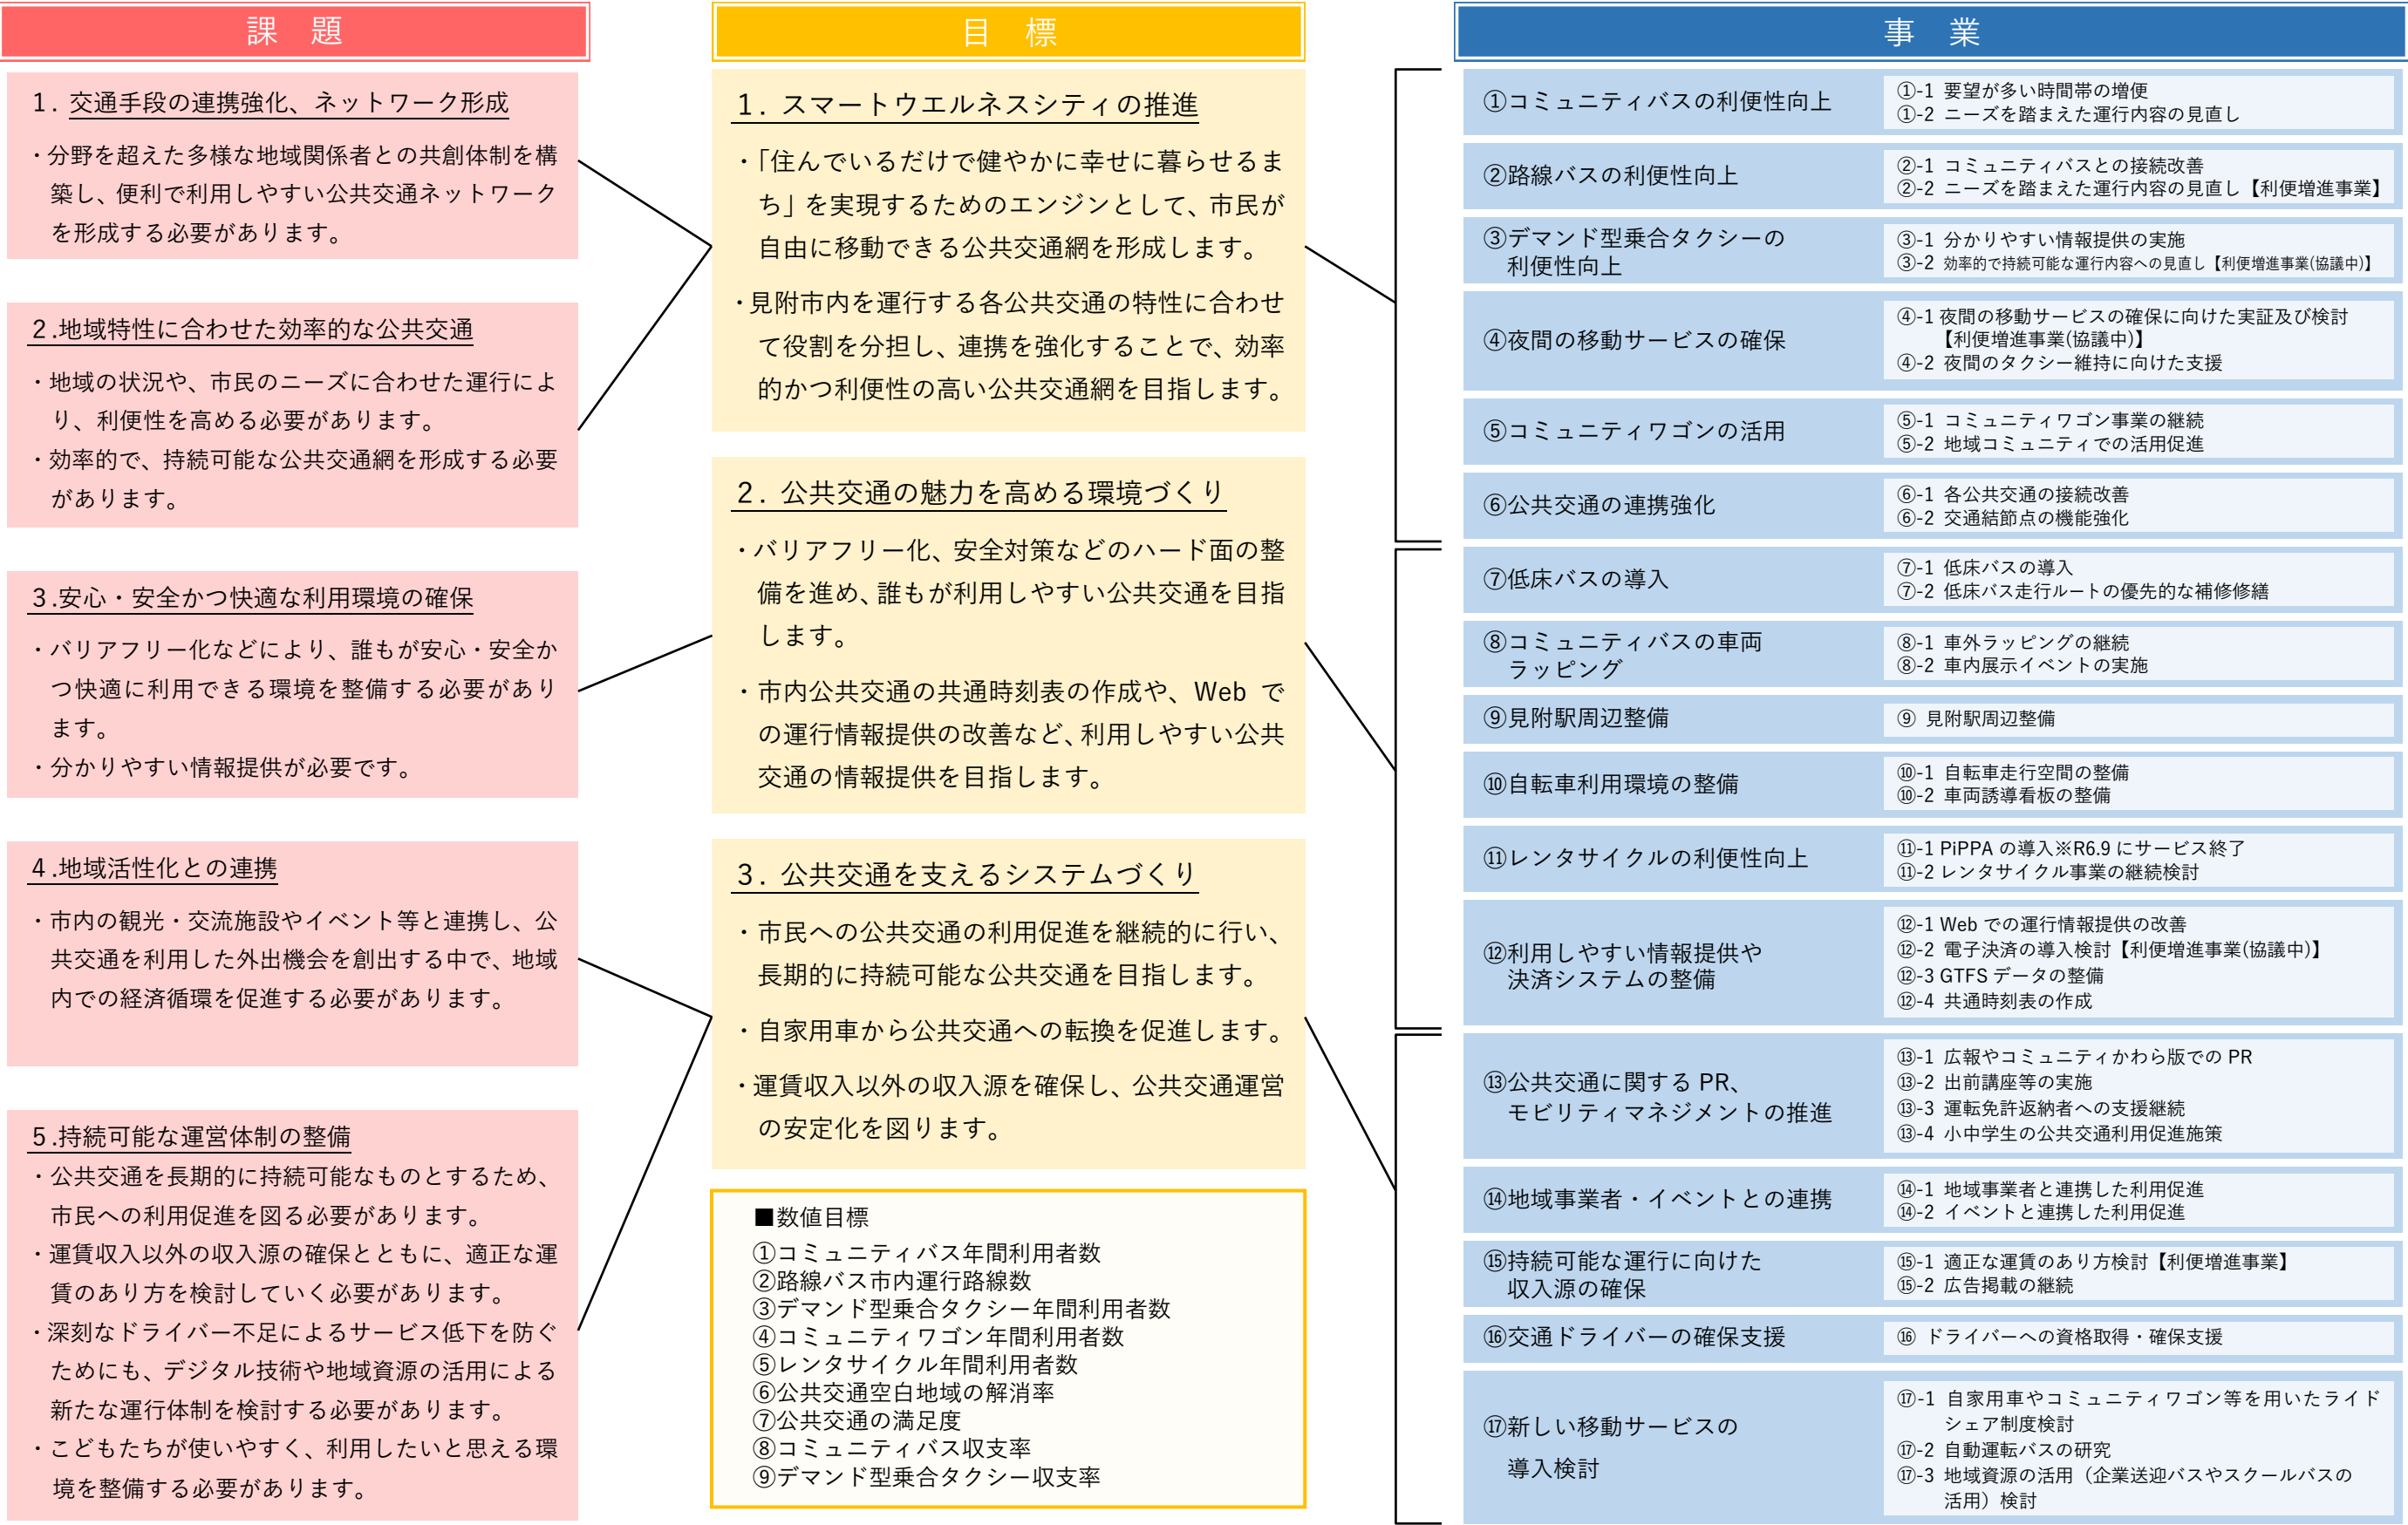 課　題
1. 交通手段の連携強化、ネットワーク形成
・分野を超えた多様な地域関係者との共創体制を構
築し、便利で利用しやすい公共交通ネットワーク
を形成する必要があります。
2.地域特性に合わせた効率的な公共交通
・地域の状況や、市民のニーズに合わせた運行によ
り、利便性を高める必要があります。
・効率的で、持続可能な公共交通網を形成する必要
があります。
3.安心・安全かつ快適な利用環境の確保
・バリアフリー化などにより、誰もが安心・安全か
つ快適に利用できる環境を整備する必要があり
ます。
・分かりやすい情報提供が必要です。
4.地域活性化との連携
・市内の観光・交流施設やイベント等と連携し、公
共交通を利用した外出機会を創出する中で、地域
内での経済循環を促進する必要があります。
5.持続可能な運営体制の整備
・公共交通を長期的に持続可能なものとするため、
市民への利用促進を図る必要があります。
・運賃収入以外の収入源の確保とともに、適正な運
賃のあり方を検討していく必要があります。
・深刻なドライバー不足によるサービス低下を防ぐ
ためにも、デジタル技術や地域資源の活用による
新たな運行体制を検討する必要があります。
・こどもたちが使いやすく、利用したいと思える環
境を整備する必要があります。
目　標
1. スマートウエルネスシティの推進
・「住んでいるだけで健やかに幸せに暮らせるま
ち」を実現するためのエンジンとして、市民が
自由に移動できる公共交通網を形成します。
・見附市内を運行する各公共交通の特性に合わせ
て役割を分担し、連携を強化することで、効率
的かつ利便性の高い公共交通網を目指します。
2. 公共交通の魅力を高める環境づくり
・バリアフリー化、安全対策などのハード面の整
備を進め、誰もが利用しやすい公共交通を目指
します。
・市内公共交通の共通時刻表の作成や、Web で
の運行情報提供の改善など、利用しやすい公共
交通の情報提供を目指します。
3. 公共交通を支えるシステムづくり
・市民への公共交通の利用促進を継続的に行い、
長期的に持続可能な公共交通を目指します。
・自家用車から公共交通への転換を促進します。
・運賃収入以外の収入源を確保し、公共交通運営
の安定化を図ります。
■数値目標
①コミュニティバス年間利用者数
②路線バス市内運行路線数
③デマンド型乗合タクシー年間利用者数
④コミュニティワゴン年間利用者数
⑤レンタサイクル年間利用者数
⑥公共交通空白地域の解消率
⑦公共交通の満足度
⑧コミュニティバス収支率
⑨デマンド型乗合タクシー収支率
事　業
①コミュニティバスの利便性向上
①-1 要望が多い時間帯の増便
①-2 ニーズを踏まえた運行内容の見直し
②路線バスの利便性向上
②-1 コミュニティバスとの接続改善
②-2 ニーズを踏まえた運行内容の見直し【利便増進事業】
③デマンド型乗合タクシーの
利便性向上
③-1 分かりやすい情報提供の実施
③-2 効率的で持続可能な運行内容への見直し【利便増進事業(協議中)】
④夜間の移動サービスの確保
④-1 夜間の移動サービスの確保に向けた実証及び検討
【利便増進事業(協議中)】
④-2 夜間のタクシー維持に向けた支援
⑤コミュニティワゴンの活用
⑤-1 コミュニティワゴン事業の継続
⑤-2 地域コミュニティでの活用促進
⑥公共交通の連携強化
⑥-1 各公共交通の接続改善
⑥-2 交通結節点の機能強化
⑦低床バスの導入
⑦-1 低床バスの導入
⑦-2 低床バス走行ルートの優先的な補修修繕
⑧コミュニティバスの車両
ラッピング
⑧-1 車外ラッピングの継続
⑧-2 車内展示イベントの実施
⑨見附駅周辺整備
⑨ 見附駅周辺整備
⑩自転車利用環境の整備
⑩-1 自転車走行空間の整備
⑩-2 車両誘導看板の整備
⑪レンタサイクルの利便性向上
⑪-1 PiPPA の導入※R6.9 にサービス終了
⑪-2 レンタサイクル事業の継続検討
⑫利用しやすい情報提供や
決済システムの整備
⑫-1 Web での運行情報提供の改善
⑫-2 電子決済の導入検討【利便増進事業(協議中)】
⑫-3 GTFS データの整備
⑫-4 共通時刻表の作成
⑬公共交通に関する PR、
モビリティマネジメントの推進
⑬-1 広報やコミュニティかわら版での PR
⑬-2 出前講座等の実施
⑬-3 運転免許返納者への支援継続
⑬-4 小中学生の公共交通利用促進施策
⑭地域事業者・イベントとの連携
⑭-1 地域事業者と連携した利用促進
⑭-2 イベントと連携した利用促進
⑮持続可能な運行に向けた
収入源の確保
⑮-1 適正な運賃のあり方検討【利便増進事業】
⑮-2 広告掲載の継続
⑯交通ドライバーの確保支援
⑯ ドライバーへの資格取得・確保支援
⑰新しい移動サービスの
導入検討
⑰-1 自家用車やコミュニティワゴン等を用いたライド
シェア制度検討
⑰-2 自動運転バスの研究
⑰-3 地域資源の活用（企業送迎バスやスクールバスの
活用）検討